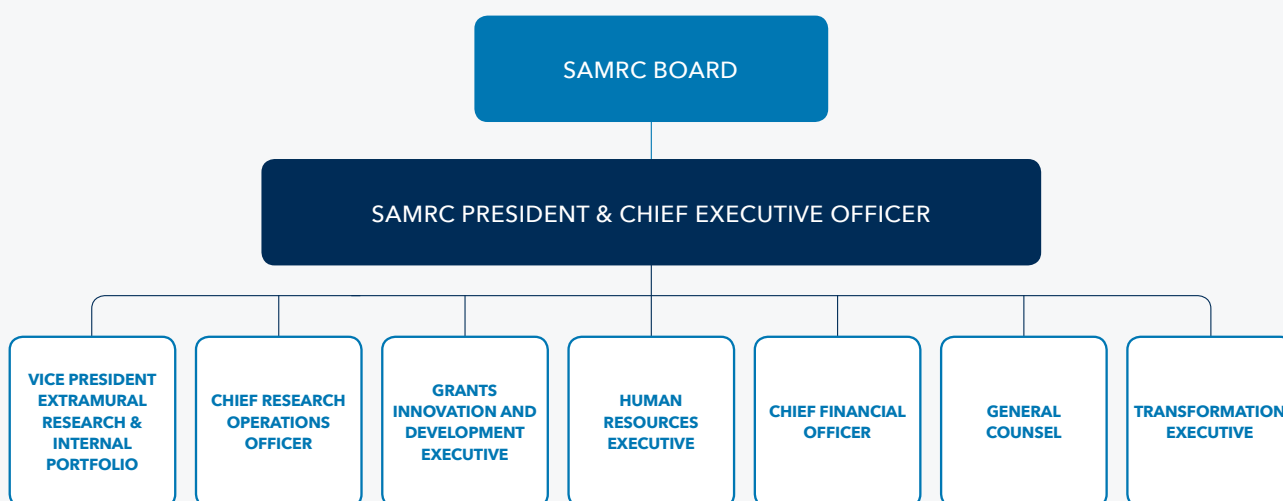 SAMRC BOARD
SAMRC PRESIDENT & CHIEF EXECUTIVE OFFICER
VICE PRESIDENT
EXTRAMURAL
RESEARCH &
INTERNAL
PORTFOLIO
CHIEF RESEARCH
OPERATIONS
OFFICER
GRANTS
INNOVATION AND
DEVELOPMENT
EXECUTIVE
HUMAN
RESOURCES
EXECUTIVE
CHIEF FINANCIAL
OFFICER
GENERAL
COUNSEL
TRANSFORMATION
EXECUTIVE